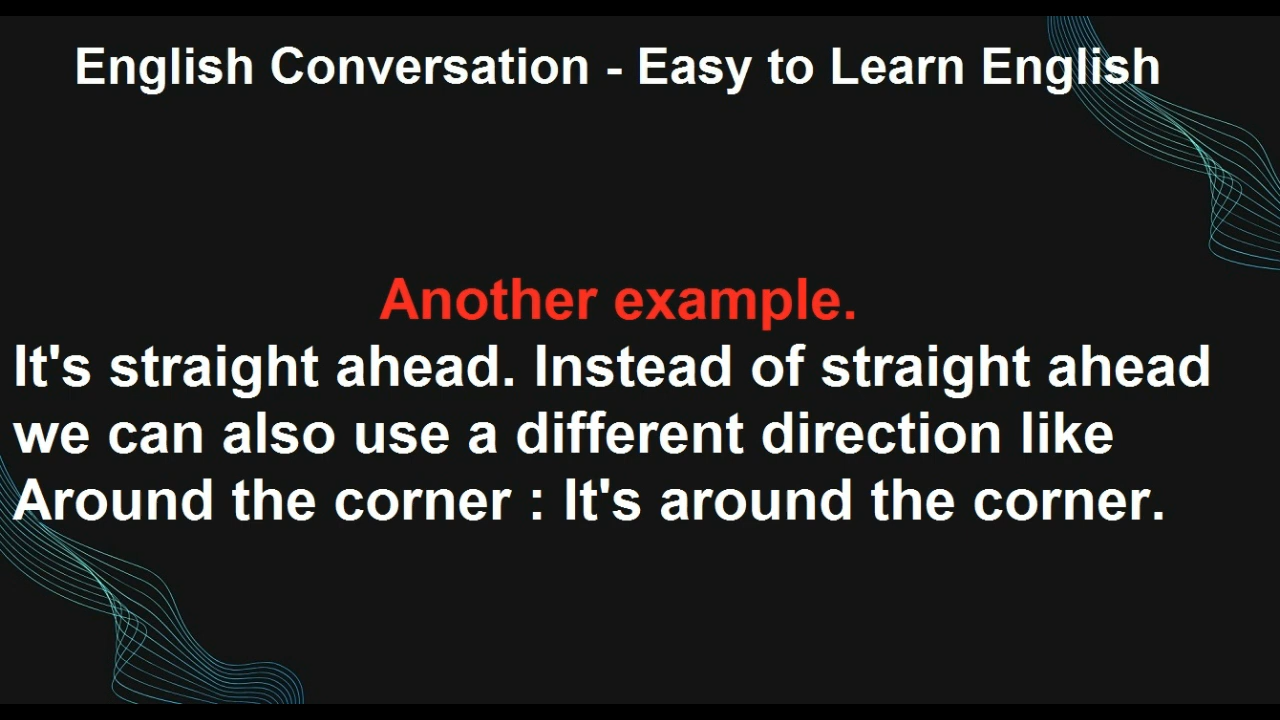 English Conversation - Easy to Learn English
Another example.
It's straight ahead. Instead of straight ahead
we can also use a different direction like
Around the corner : It's around the corner.